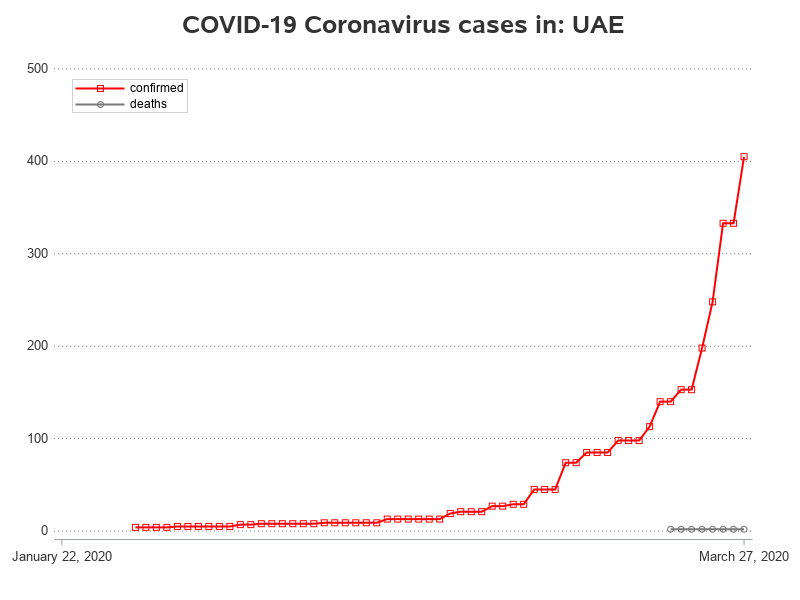 COVID-19 Coronavirus cases in: UAE
500
confirmed
deaths
400
300
200
100
0
January 22, 2020
March 27, 2020